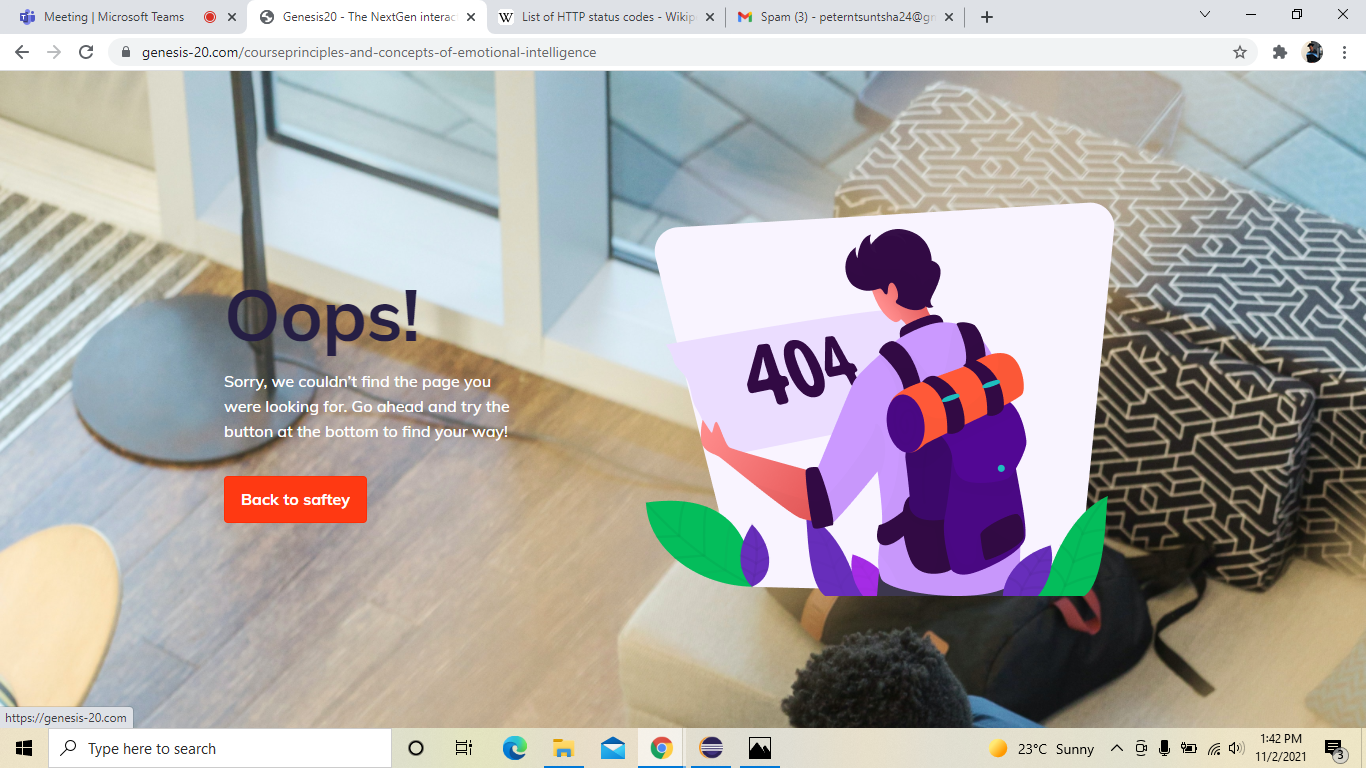 Meeting | Microsoft Teams
Genesis20 - The NextGen interac
List of HTTP status codes - Wikip
Spam (3) - peterntsuntsha24@gm
genesis-20.com/courseprinciples-and-concepts-of-emotional-intelligence
404
Oops!
Sorry, we couldn't find the page you
were looking for. Go ahead and try the
button at the bottom to find your way!
Back to saftey
https://genesis-20.com
Type here to search
23°C Sunny
1:42 PM
11/2/2021
3